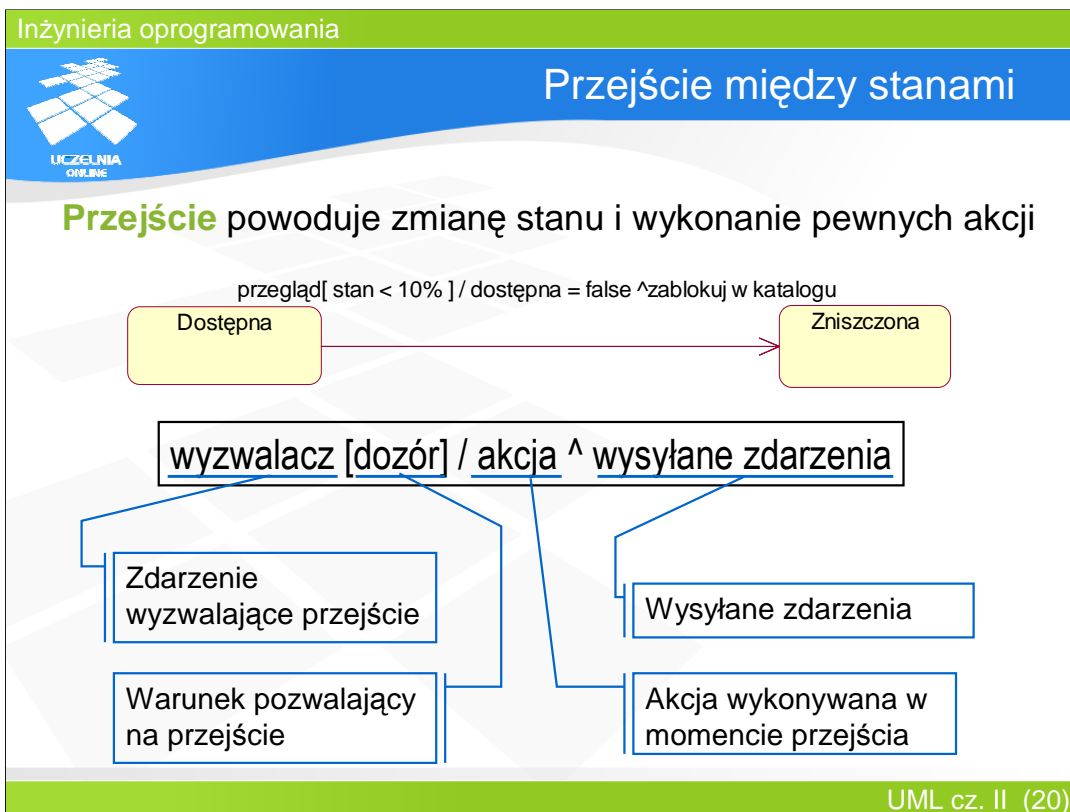 Inżynieria oprogramowania
Przejście między stanami
UCZELNIA
ONLINE
Przejście powoduje zmianę stanu i wykonanie pewnych akcji
przegląd[ stan < 10% ] / dostępna = false ^zablokuj w katalogu
Dostępna
Zniszczona
wyzwalacz [dozór] / akcja ^ wysyłane zdarzenia
Zdarzenie
wyzwalające przejście
Wysyłane zdarzenia
Warunek pozwalający
na przejście
Akcja wykonywana w
momencie przejścia
UML cz. II (20)